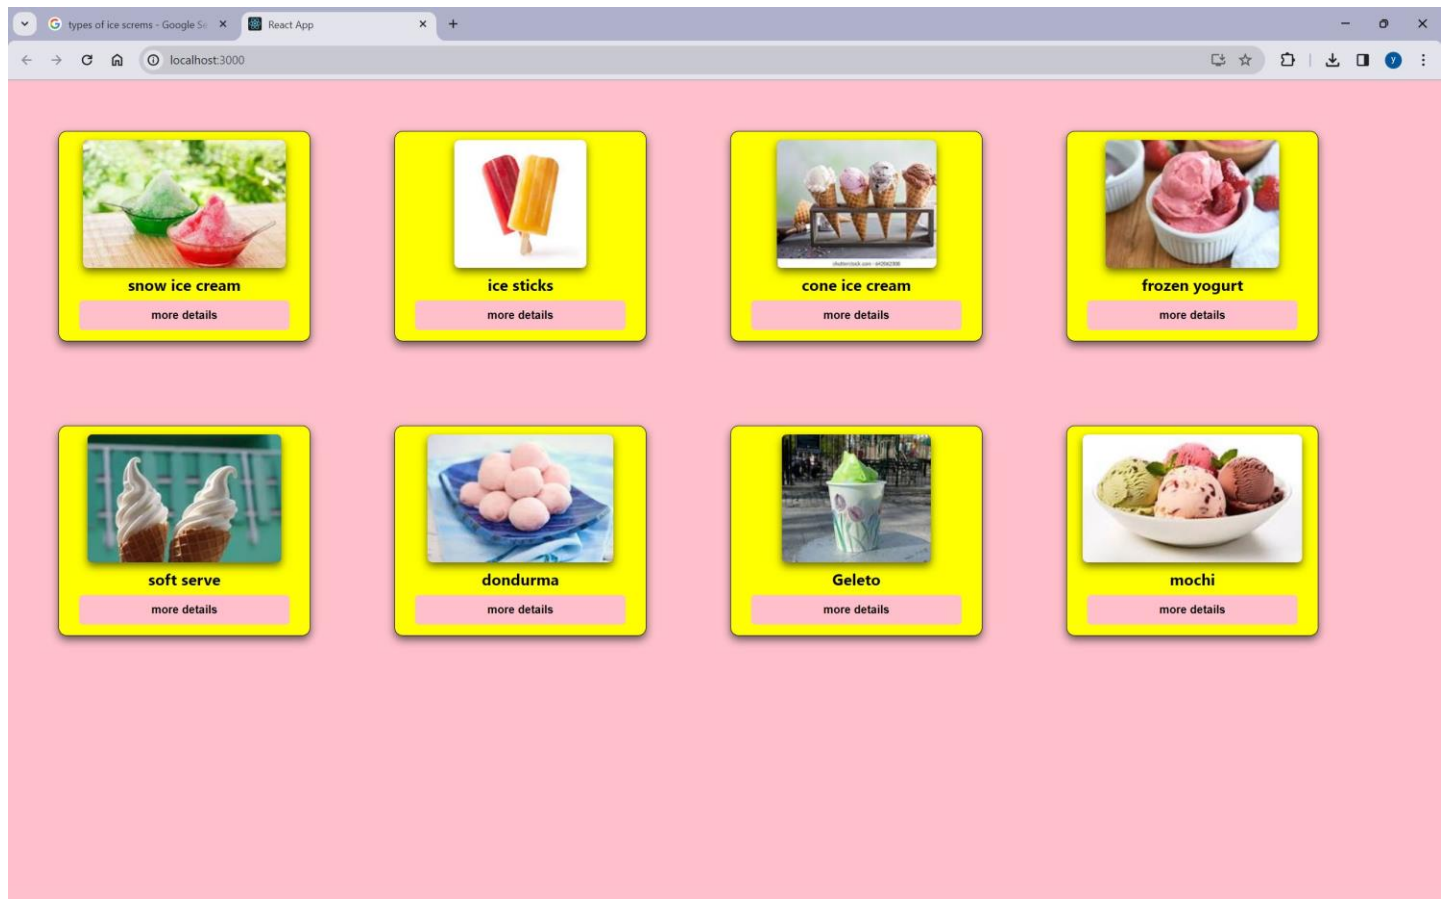 types of ice screms - Google Se
React App
localhost:3000
y
snow ice cream
ice sticks
cone ice cream
frozen yogurt
more details
more details
more details
more details
soft serve
dondurma
Geleto
mochi
more details
more details
more details
more details